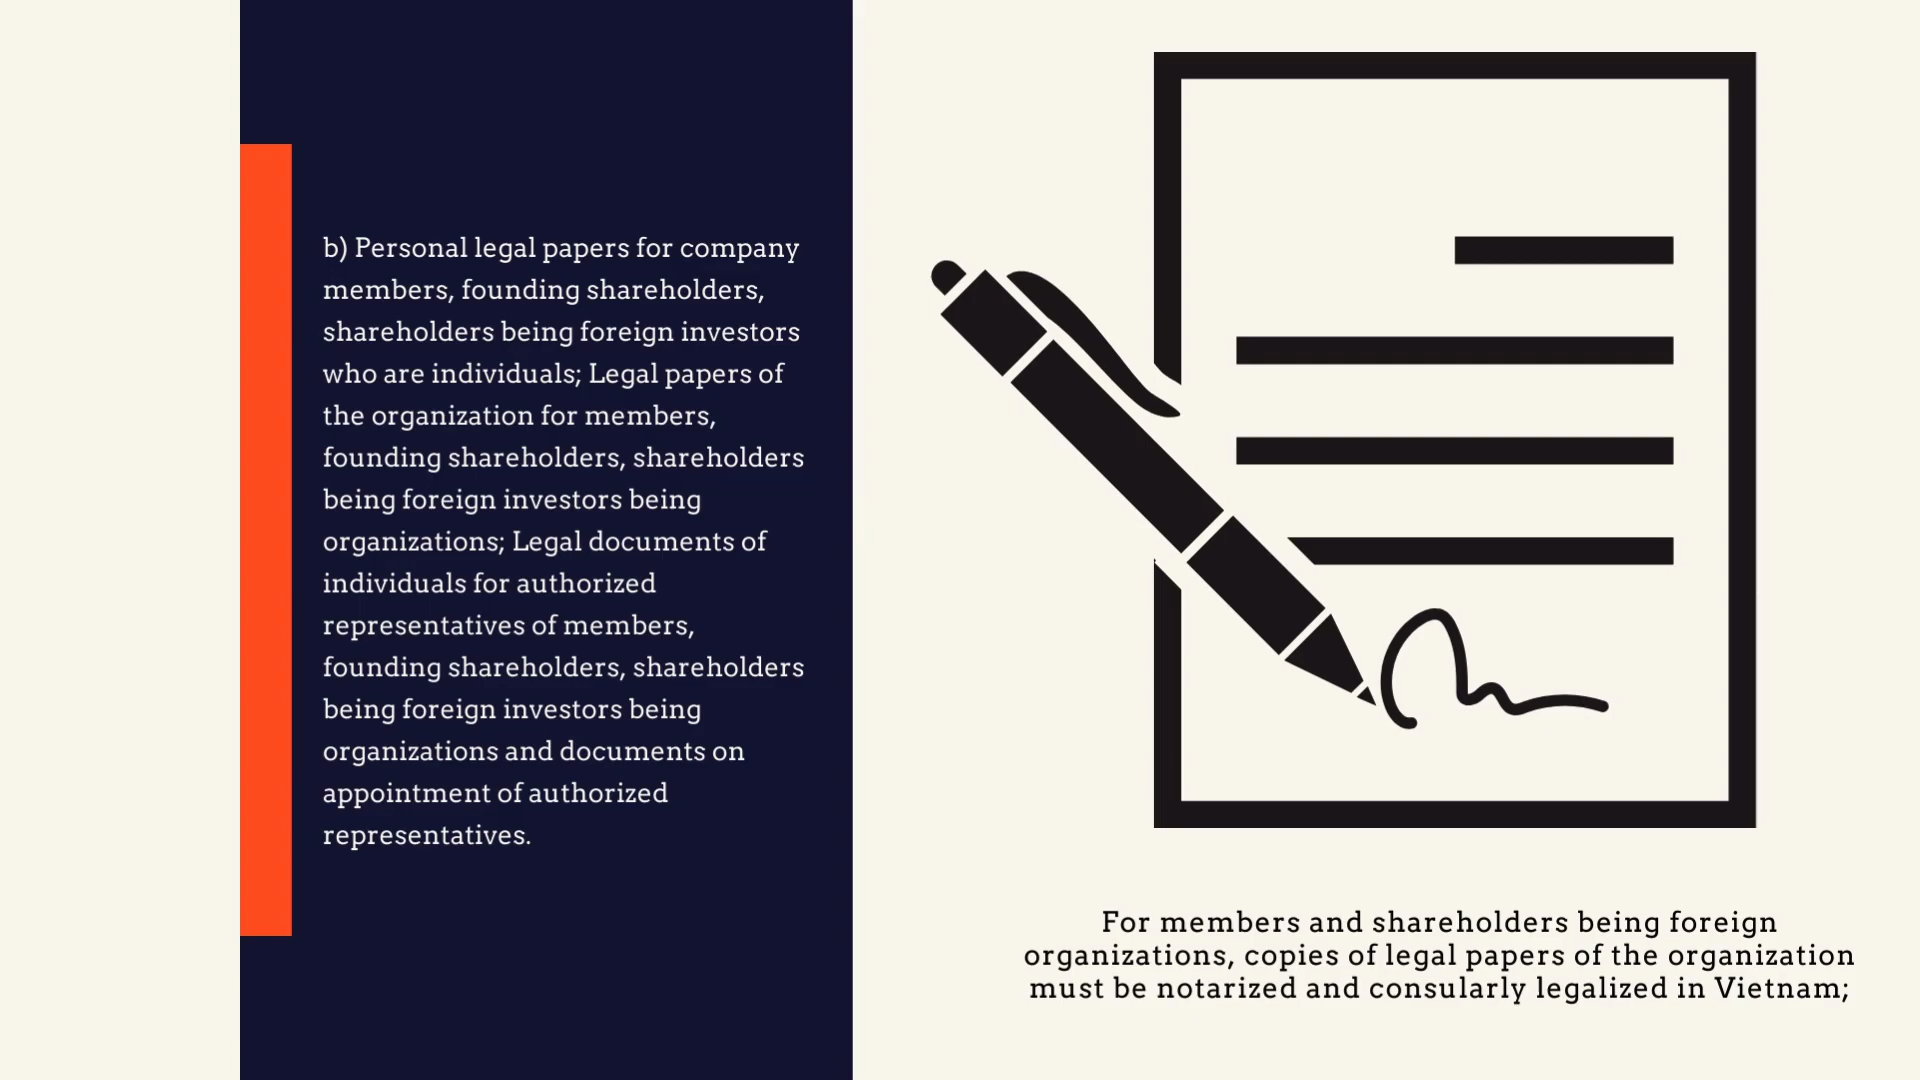 b) Personal legal papers for company
members, founding shareholders,
shareholders being foreign investors
who are individuals; Legal papers of
the organization for members,
founding shareholders, shareholders
being foreign investors being
organizations; Legal documents of
individuals for authorized
representatives of members,
founding shareholders, shareholders
being foreign investors being
organizations and documents on
appointment of authorized
representatives.
For members and shareholders being foreign
organizations, copies of legal papers of the organization
must be notarized and consularly legalized in Vietnam;